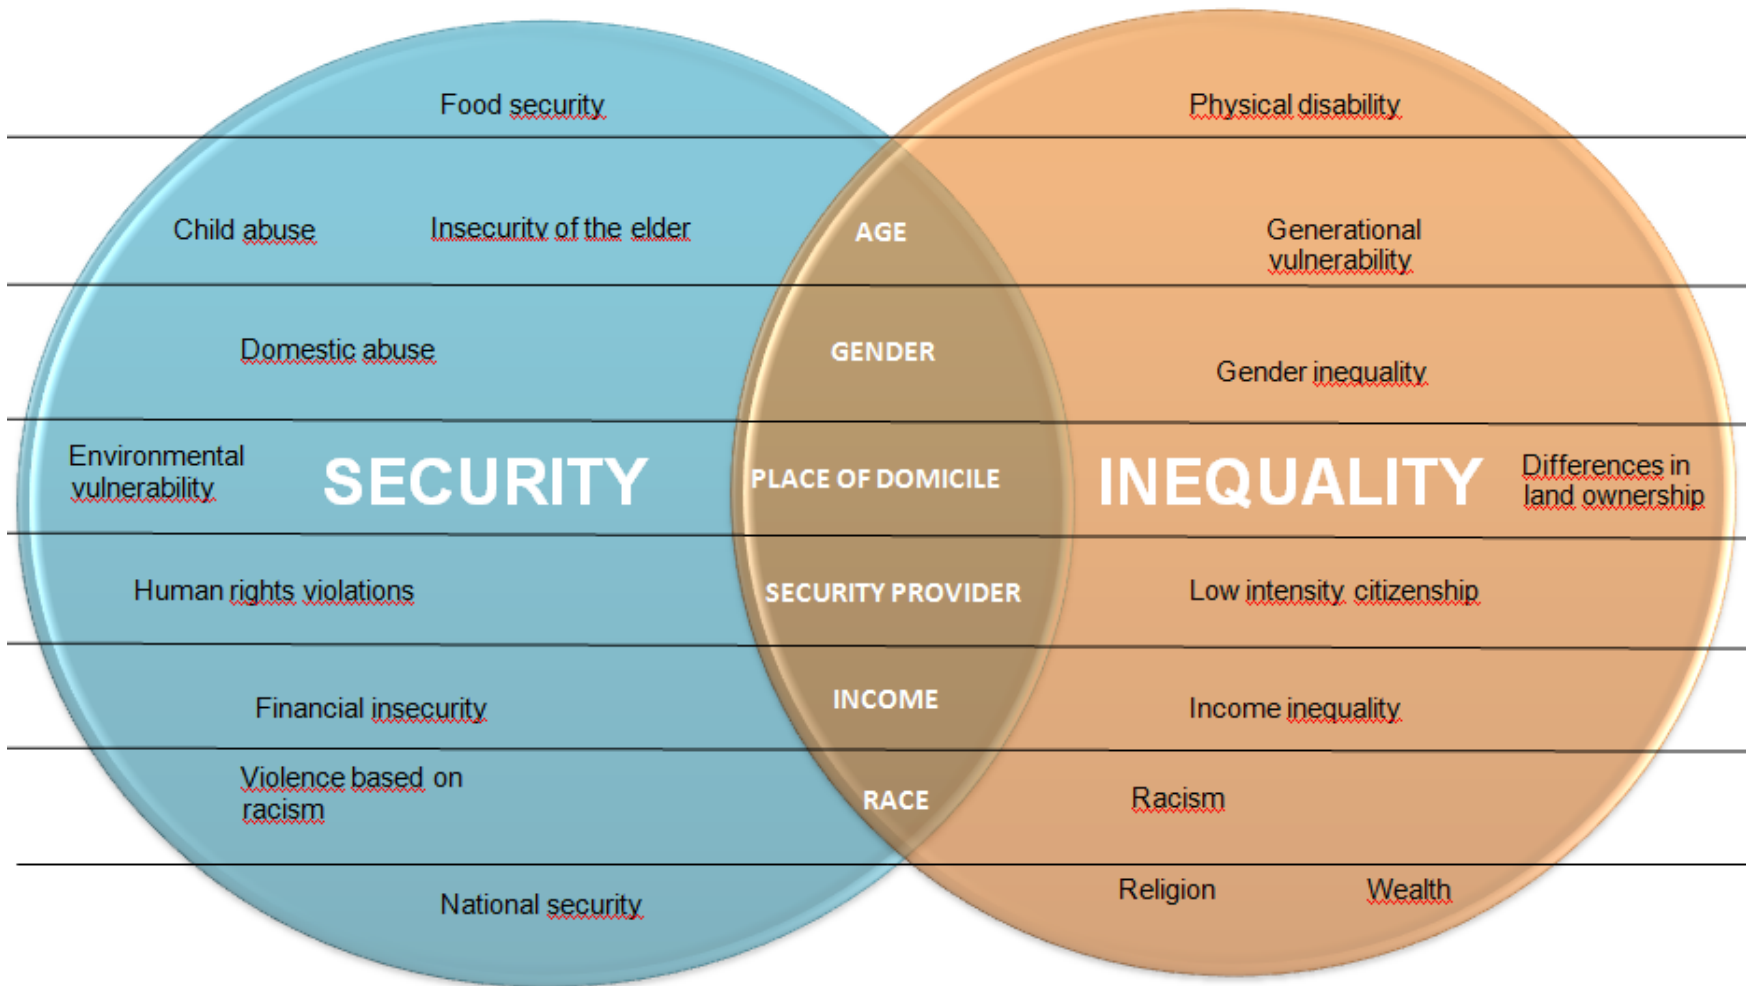 Food security
Physical disability
Child abuse
Insecurity of the elder
AGE
Generational
vulnerability
Domestic abuse
GENDER
Gender inequality
Environmental
vulnerability
SECURITY
PLACE OF DOMICILE
INEQUALITY
Differences in
land ownership
Human rights violations
SECURITY PROVIDER
Low intensity citizenship
Financial insecurity
INCOME
Income inequality
Violence based on
racism
RACE
Racism
National security
Religion
Wealth